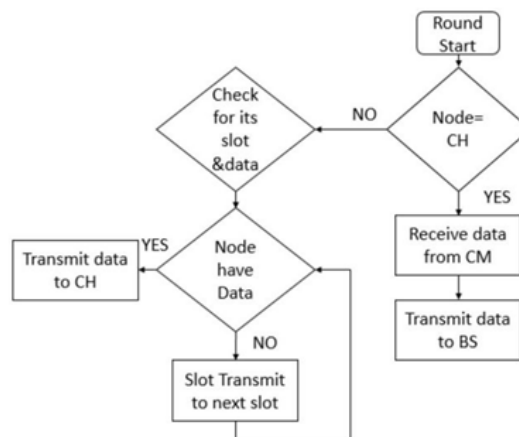 Round
Start
Node=
CH
NO
Check
for its
slot
&data
YES
Receive data
from CM
Transmit data
to BS
Node
have
Data
YES
Transmit data
to CH
NO
Slot Transmit
to next slot